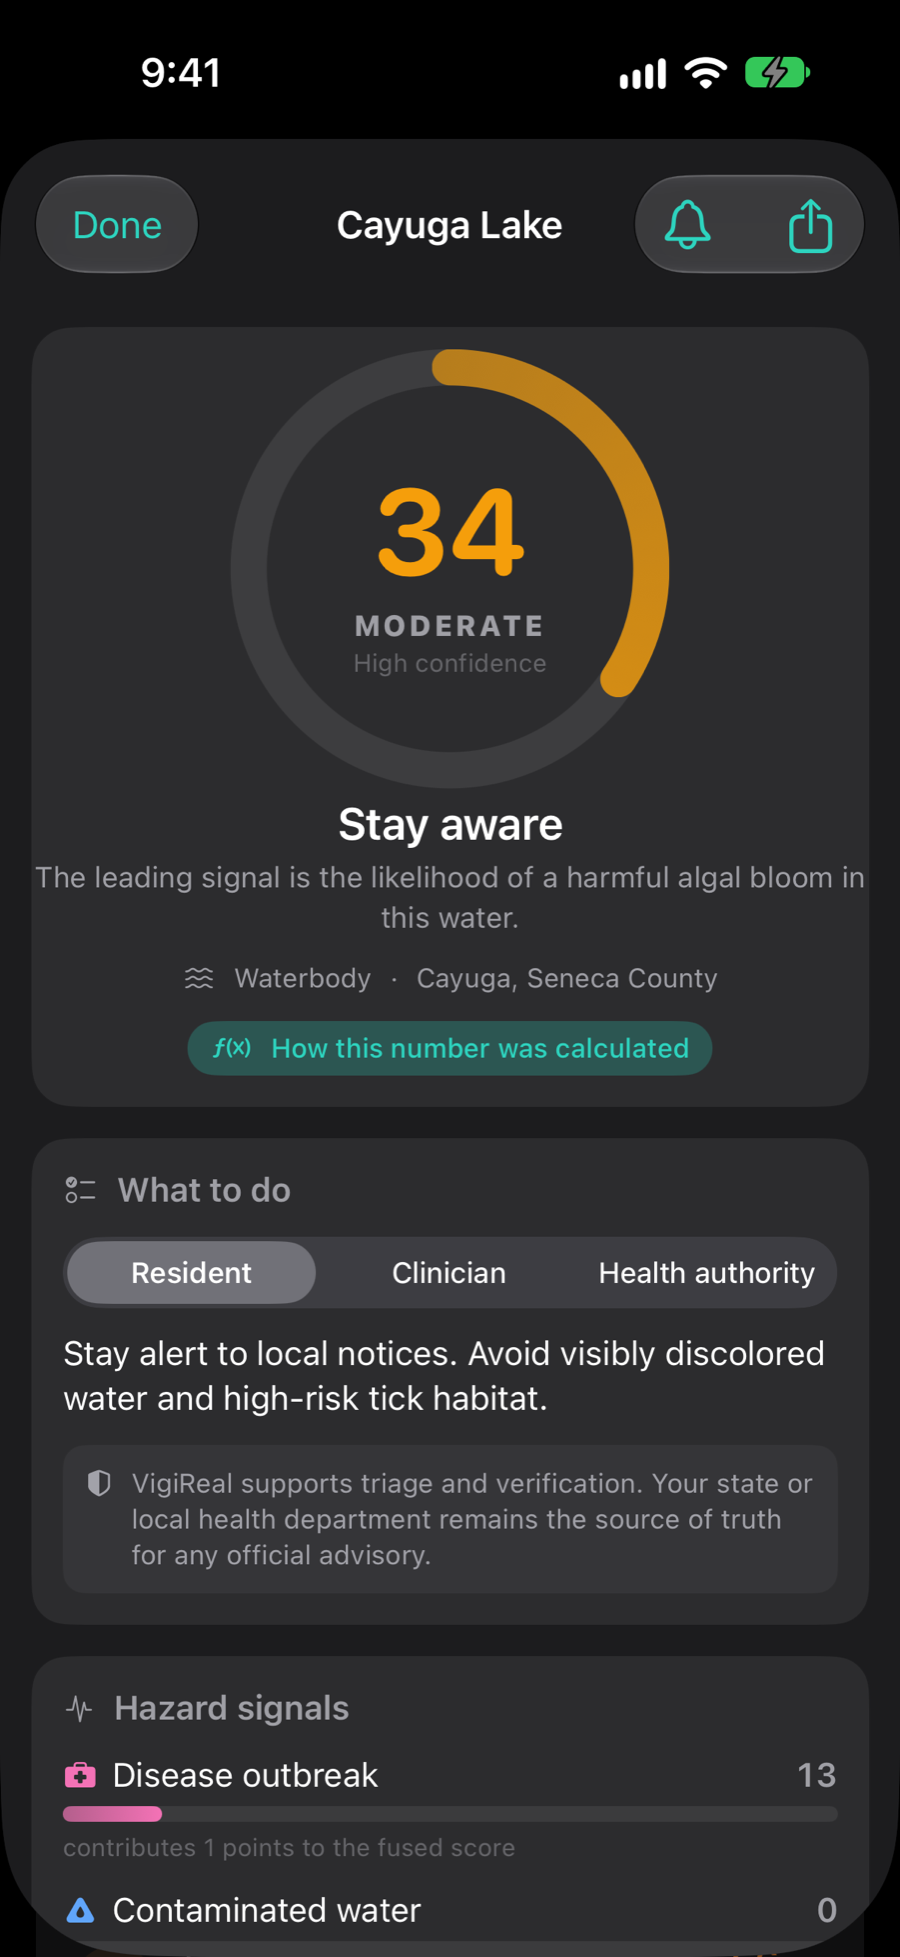 9:41
Done
Cayuga Lake
34
MODERATE
High confidence
Stay aware
The leading signal is the likelihood of a harmful algal bloom in
this water.
Waterbody · Cayuga, Seneca County
f(x) How this number was calculated
What to do
Resident
Clinician
Health authority
Stay alert to local notices. Avoid visibly discolored
water and high-risk tick habitat.
VigiReal supports triage and verification. Your state or
local health department remains the source of truth
for any official advisory.
Hazard signals
Disease outbreak 13
contributes 1 points to the fused score
Contaminated water 0